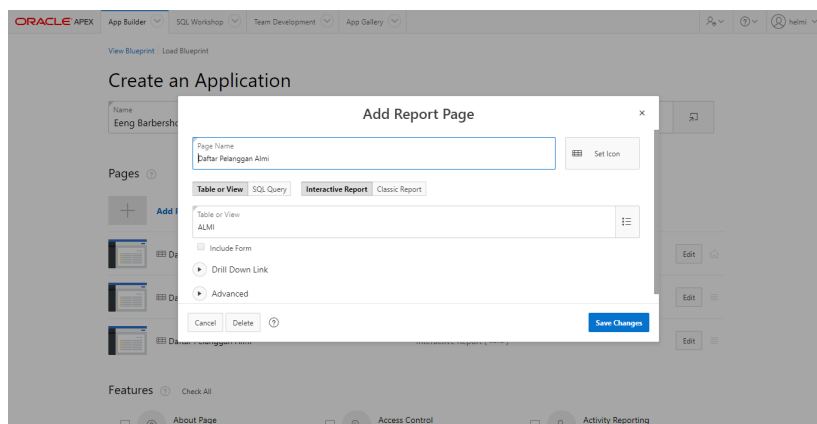 ORACLE APEX App Builder SQL Workshop Team Development App Gallery helmi
View Blueprint Load Blueprint
Create an Application
Name
Eeng Barbersho
Add Report Page
Page Name
Daftar Pelanggan Almi
Set Icon
Pages
Table or View SQL Query Interactive Report Classic Report
Add
Table or View
ALMI
Include Form
Edit
Drill Down Link
Advanced
Edit
Cancel Delete Save Changes
Edit
Features Check All
About Page Access Control Activity Reporting